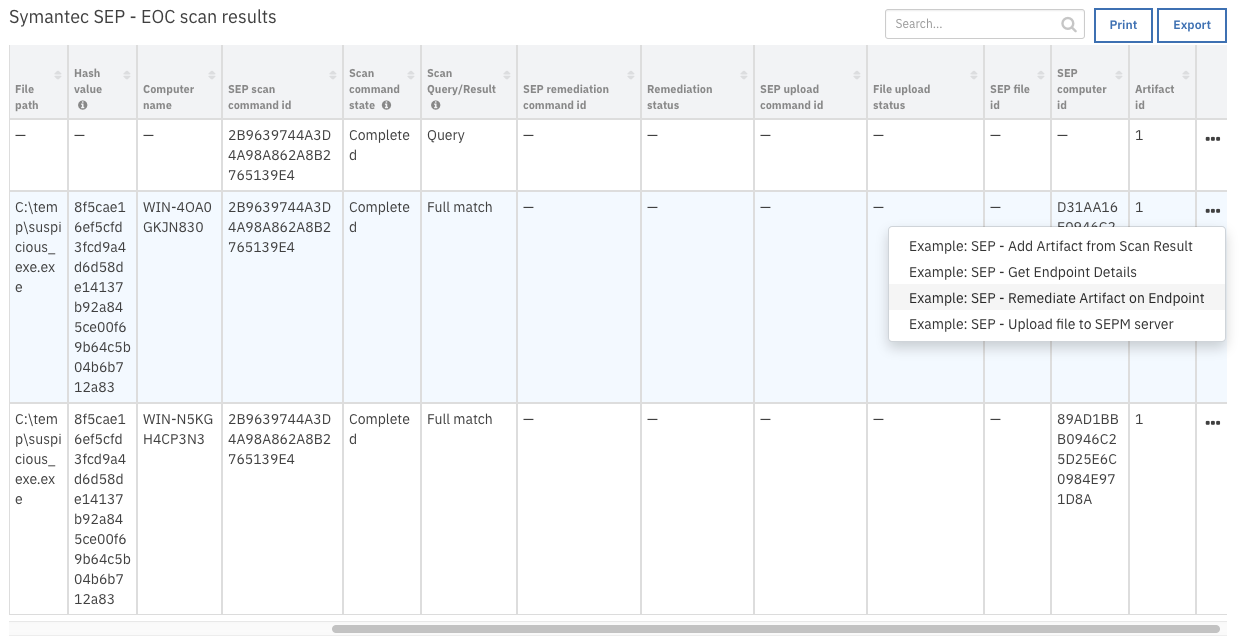 Symantec SEP - EOC scan results
Search...
Print
Export
File path
Hash value
Computer name
SEP scan command id
Scan command state
Scan Query/Result
SEP remediation command id
Remediation status
SEP upload command id
File upload status
SEP file id
SEP computer id
Artifact id
—
—
—
2B9639744A3D
4A98A862A8B2
765139E4
Complete
d
Query
—
—
—
—
—
—
1
C:\tem
p\suspi
cious_
exe.ex
e
8f5cae1
6ef5cfd
3fcd9a4
d6d58d
e14137
b92a84
5ce00f6
9b64c5b
04b6b7
12a83
WIN-4OA0
GKJN830
2B9639744A3D
4A98A862A8B2
765139E4
Complete
d
Full match
—
—
—
—
—
D31AA16
1
Example: SEP - Add Artifact from Scan Result
Example: SEP - Get Endpoint Details
Example: SEP - Remediate Artifact on Endpoint
Example: SEP - Upload file to SEPM server
C:\tem
p\suspi
cious_
exe.ex
e
8f5cae1
6ef5cfd
3fcd9a4
d6d58d
e14137
b92a84
5ce00f6
9b64c5b
04b6b7
12a83
WIN-N5KG
H4CP3N3
2B9639744A3D
4A98A862A8B2
765139E4
Complete
d
Full match
—
—
—
—
—
89AD1BB
B0946C2
5D25E6C
0984E97
1D8A
1